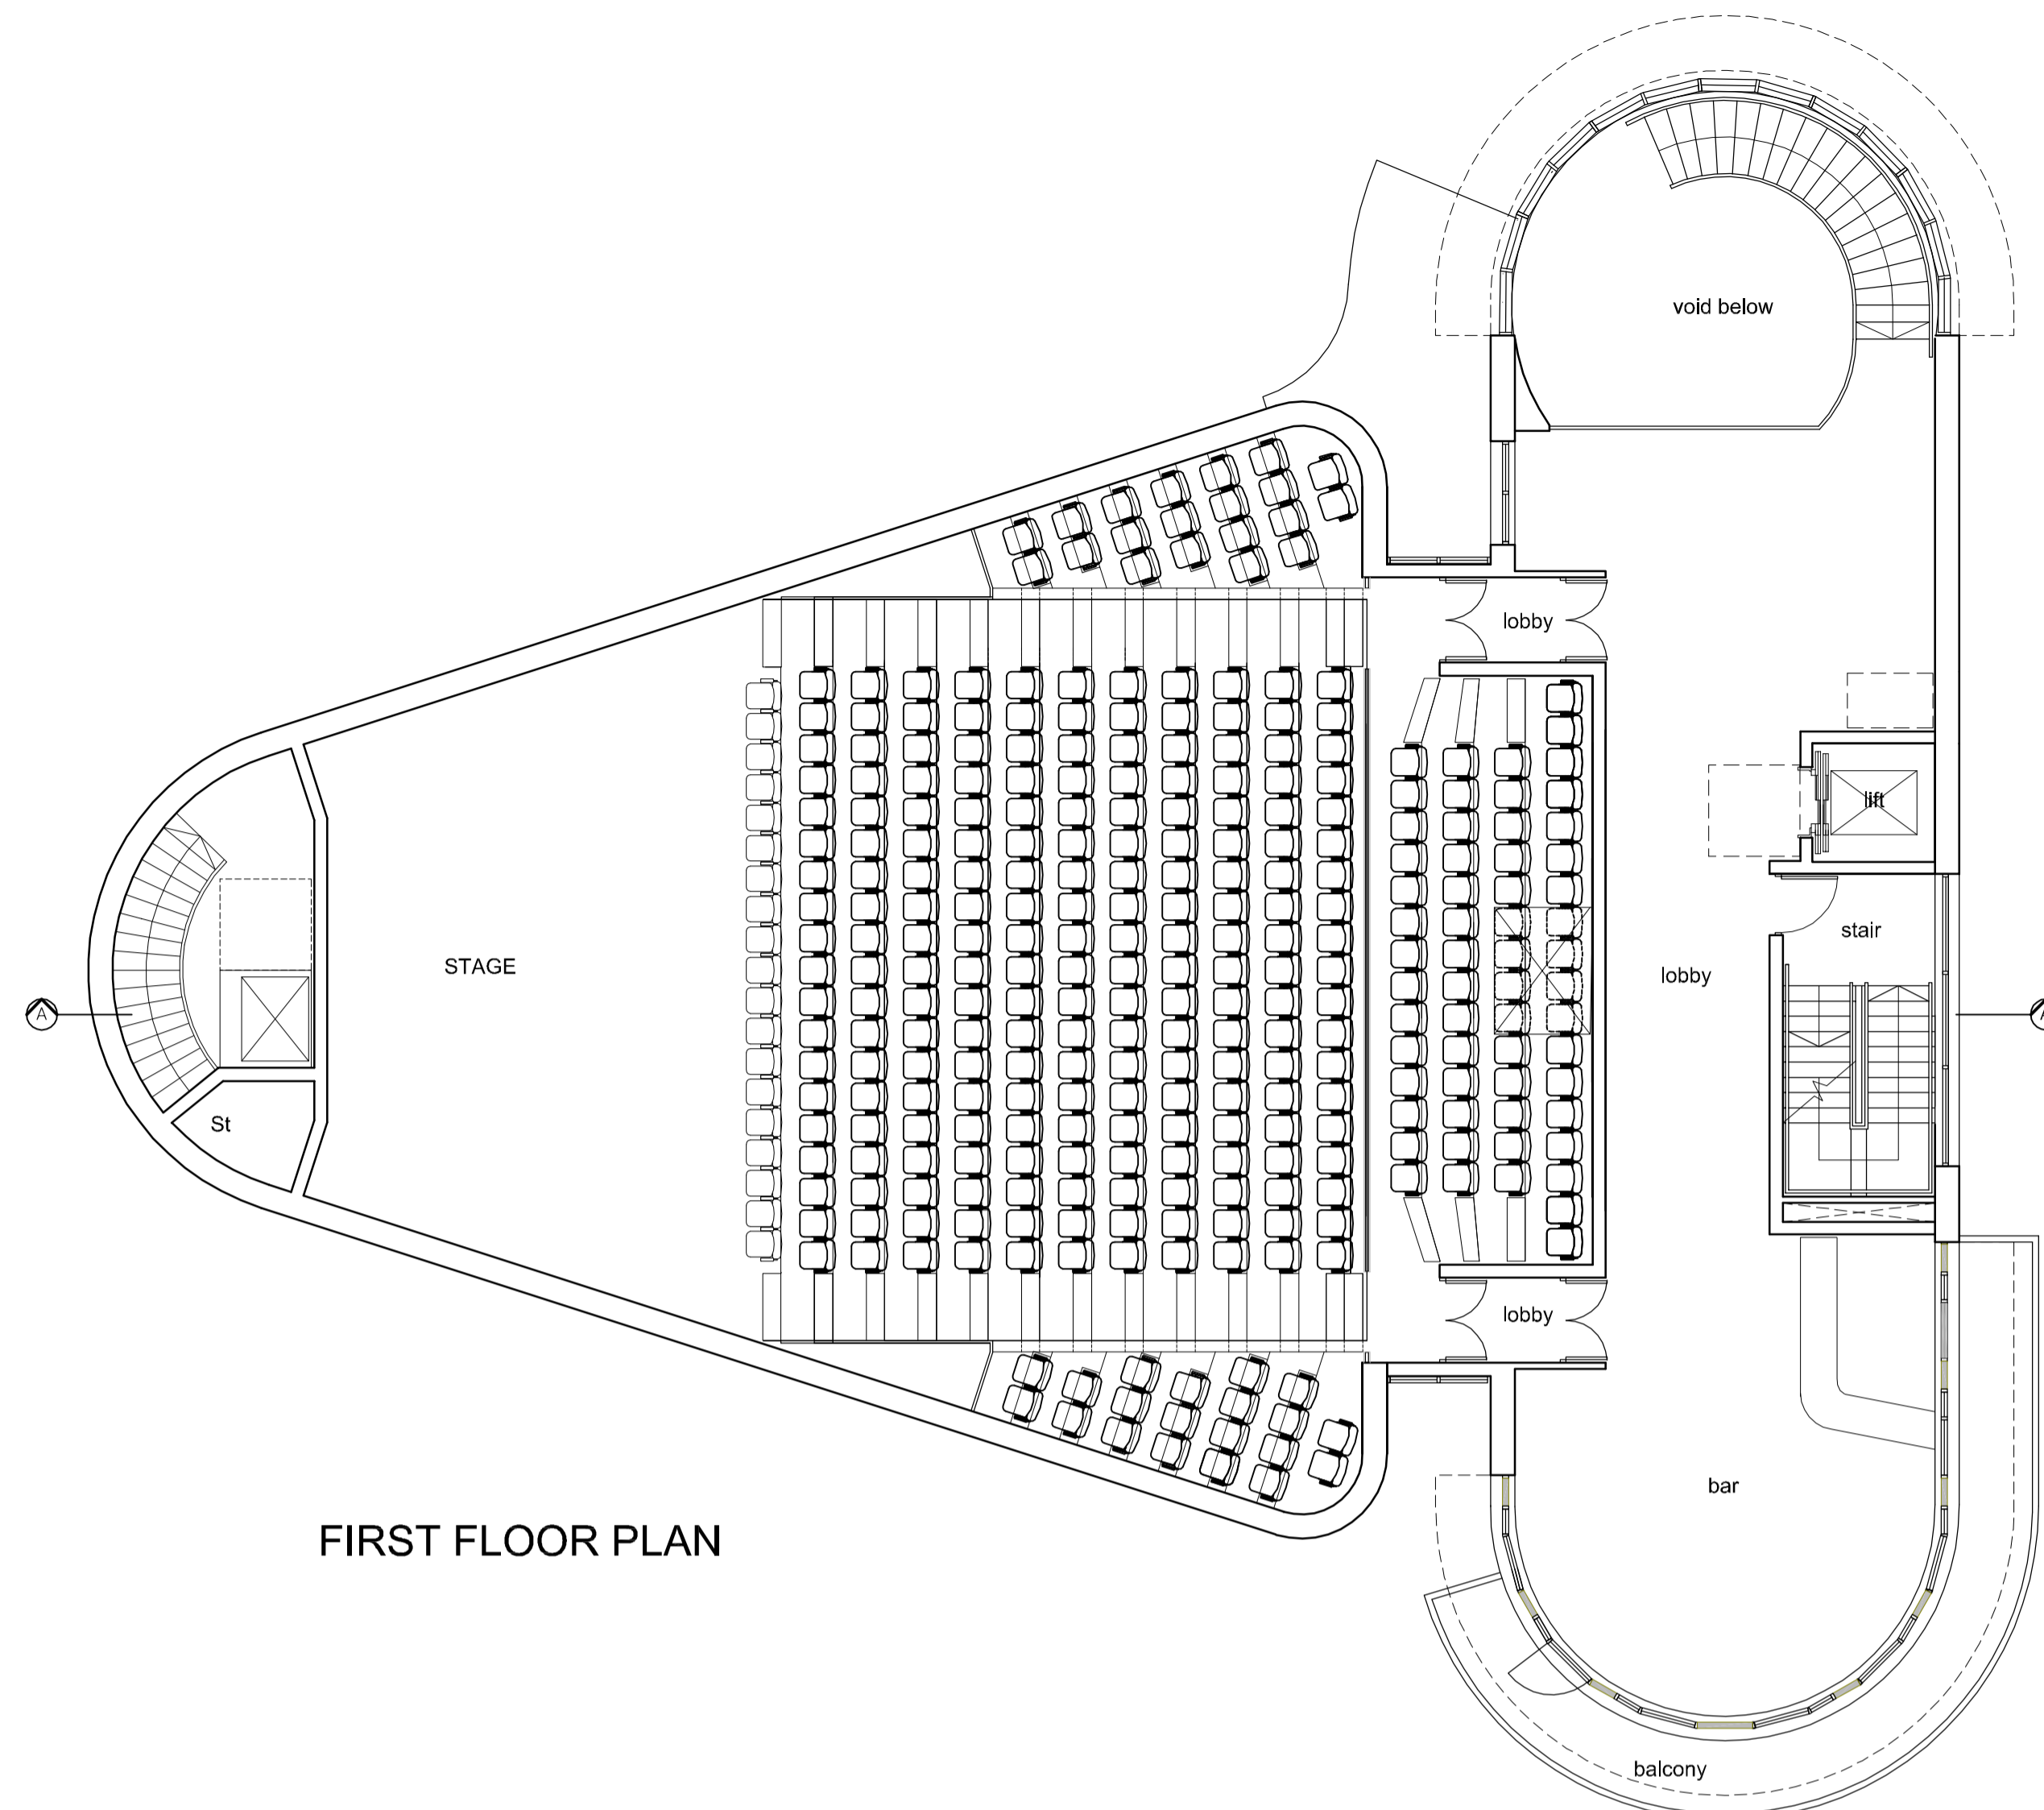 void below
lobby
lift
stair
STAGE
lobby
A
A
St
lobby
bar
FIRST FLOOR PLAN
balcony